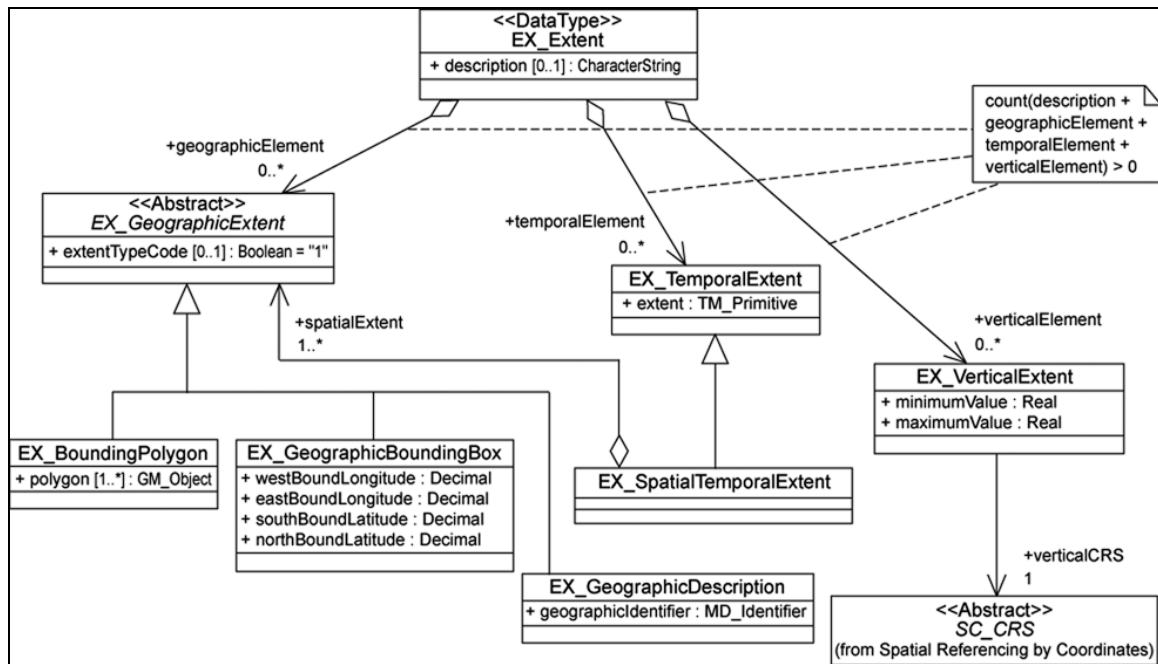 <<DataType>>
EX_Extent
+ description [0..1] : CharacterString
count(description +
geographicElement +
temporalElement +
verticalElement) > 0
+geographicElement
0..*
<<Abstract>>
EX_GeographicExtent
+ extentTypeCode [0..1] : Boolean = "1"
+temporalElement
0..*
EX_TemporalExtent
+ extent : TM_Primitive
+spatialExtent
1..*
+verticalElement
0..*
EX_VerticalExtent
+ minimumValue : Real
+ maximumValue : Real
EX_BoundingPolygon
+ polygon [1..*] : GM_Object
EX_GeographicBoundingBox
+ westBoundLongitude : Decimal
+ eastBoundLongitude : Decimal
+ southBoundLatitude : Decimal
+ northBoundLatitude : Decimal
EX_SpatialTemporalExtent
EX_GeographicDescription
+ geographicIdentifier : MD_Identifier
+verticalCRS
1
<<Abstract>>
SC_CRS
(from Spatial Referencing by Coordinates)